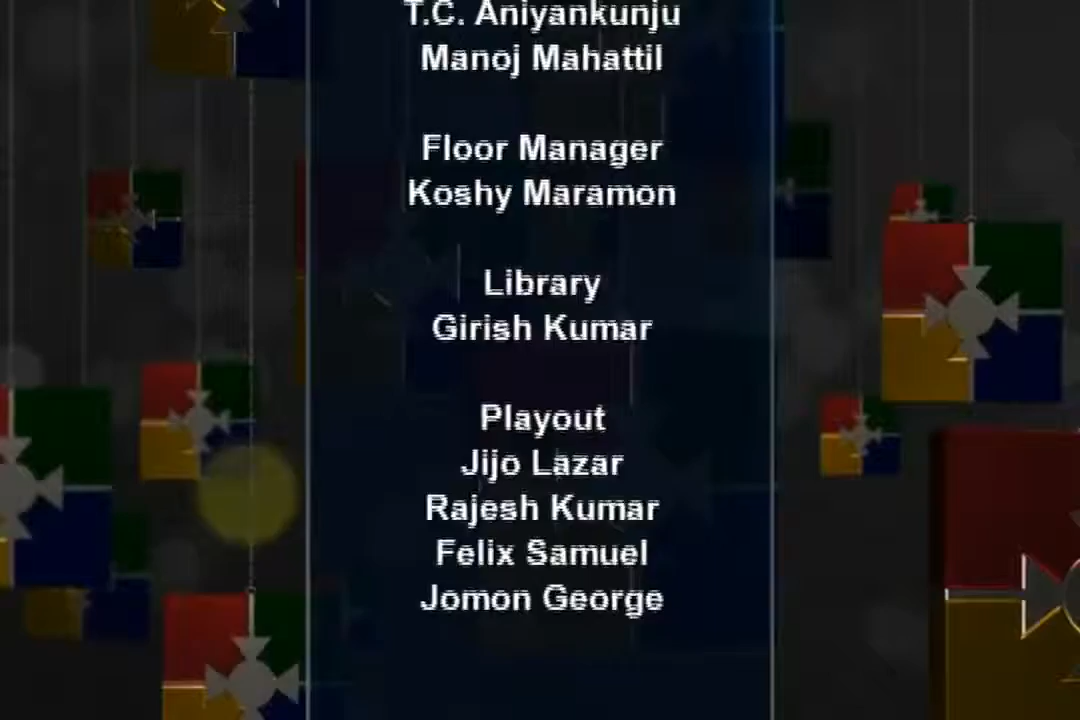 T.C. Aniyankunju
Manoj Mahattil
Floor Manager
Koshy Maramon
Library
Girish Kumar
Playout
Jijo Lazar
Rajesh Kumar
Felix Samuel
Jomon George